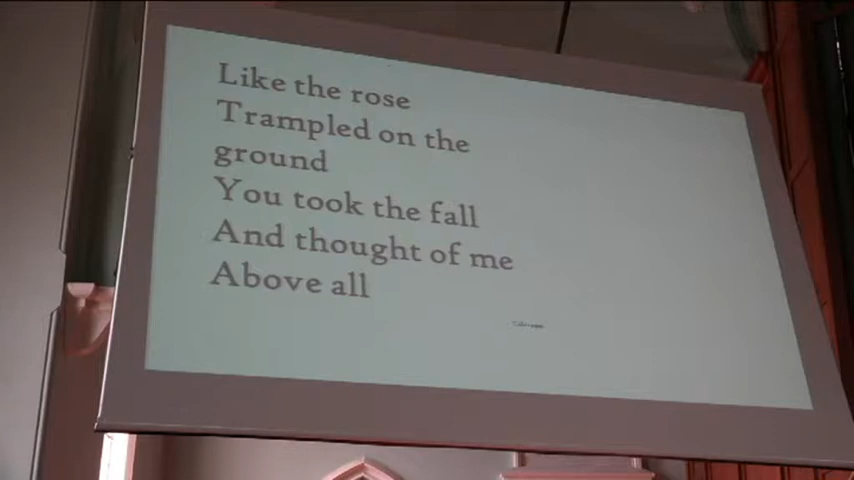 Like the rose
Trampled on the
ground
You took the fall
And thought of me
Above all